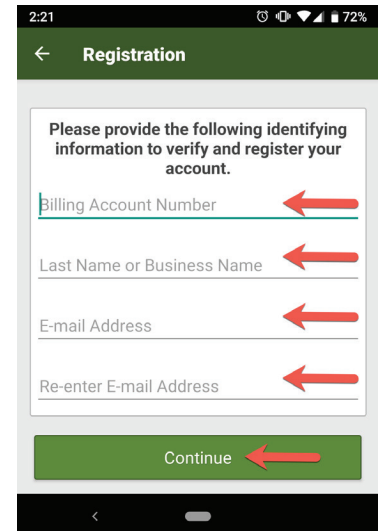 2:21 72%
Registration
Please provide the following identifying
information to verify and register your
account.
Billing Account Number
Last Name or Business Name
E-mail Address
Re-enter E-mail Address
Continue